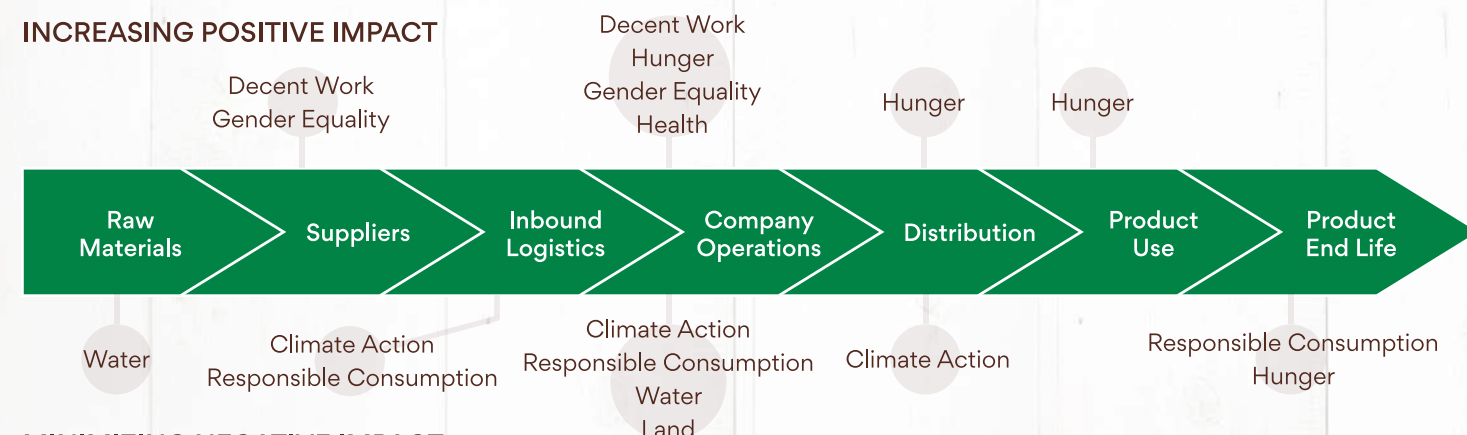 INCREASING POSITIVE IMPACT
Decent Work
Gender Equality
Decent Work
Hunger
Gender Equality
Health
Hunger
Hunger
Raw
Materials
Suppliers
Inbound
Logistics
Company
Operations
Distribution
Product
Use
Product
End Life
Water
Climate Action
Responsible Consumption
Climate Action
Responsible Consumption
Water
Land
Climate Action
Responsible Consumption
Hunger